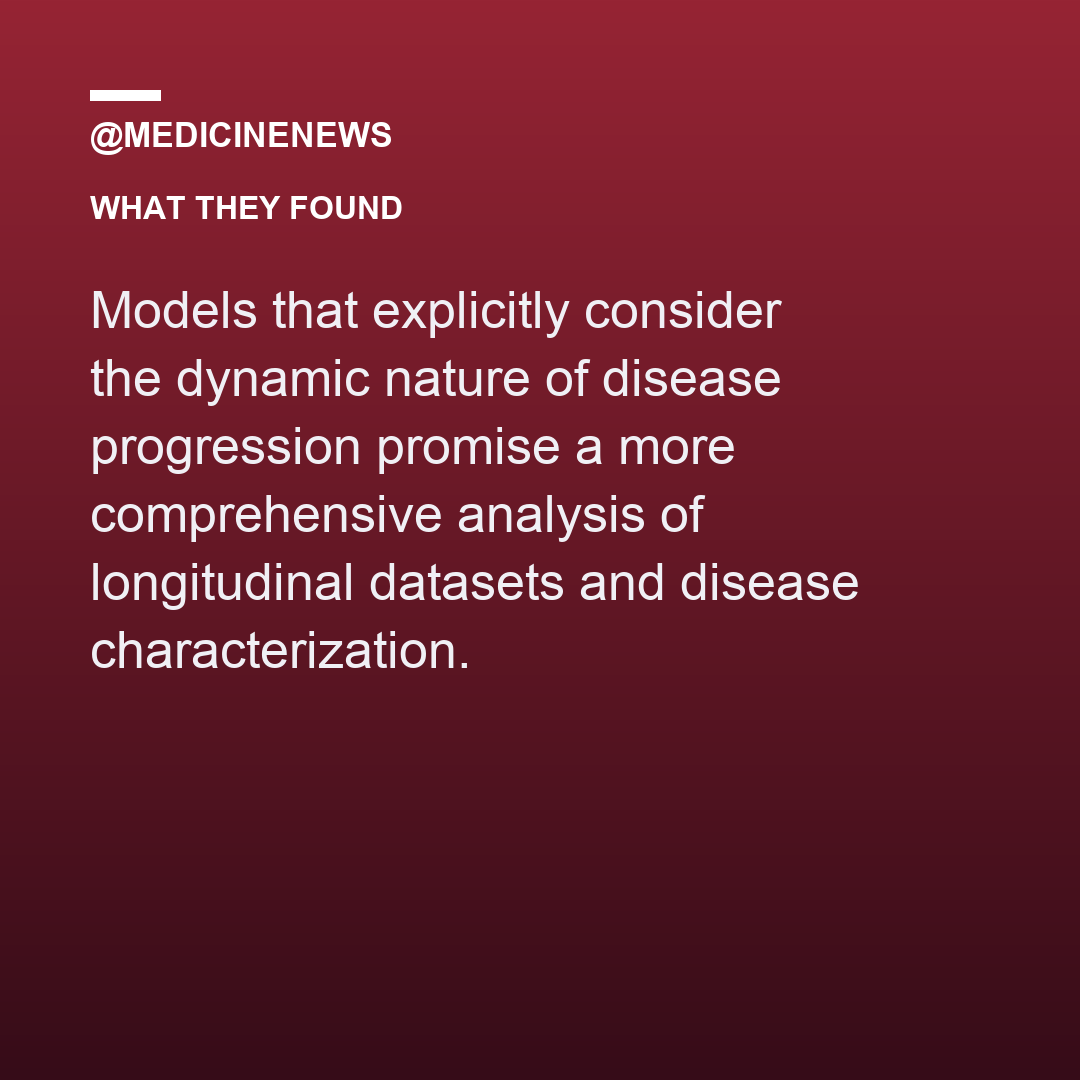 @MEDICINENEWS
WHAT THEY FOUND
Models that explicitly consider
the dynamic nature of disease
progression promise a more
comprehensive analysis of
longitudinal datasets and disease
characterization.